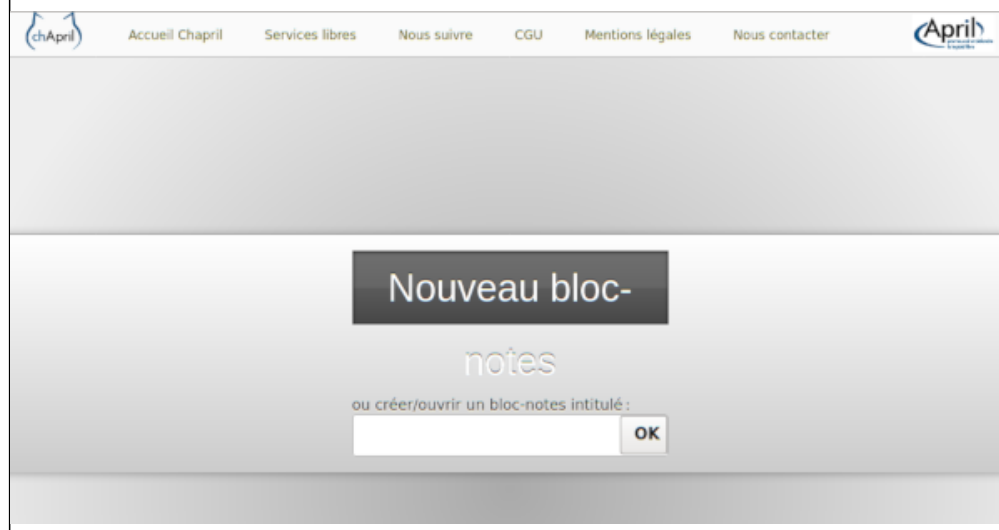 chApril
Accueil Chapril Services libres Nous suivre CGU Mentions légales Nous contacter
April
Nouveau bloc-
notes
ou créer/ouvrir un bloc-notes intitulé :
OK